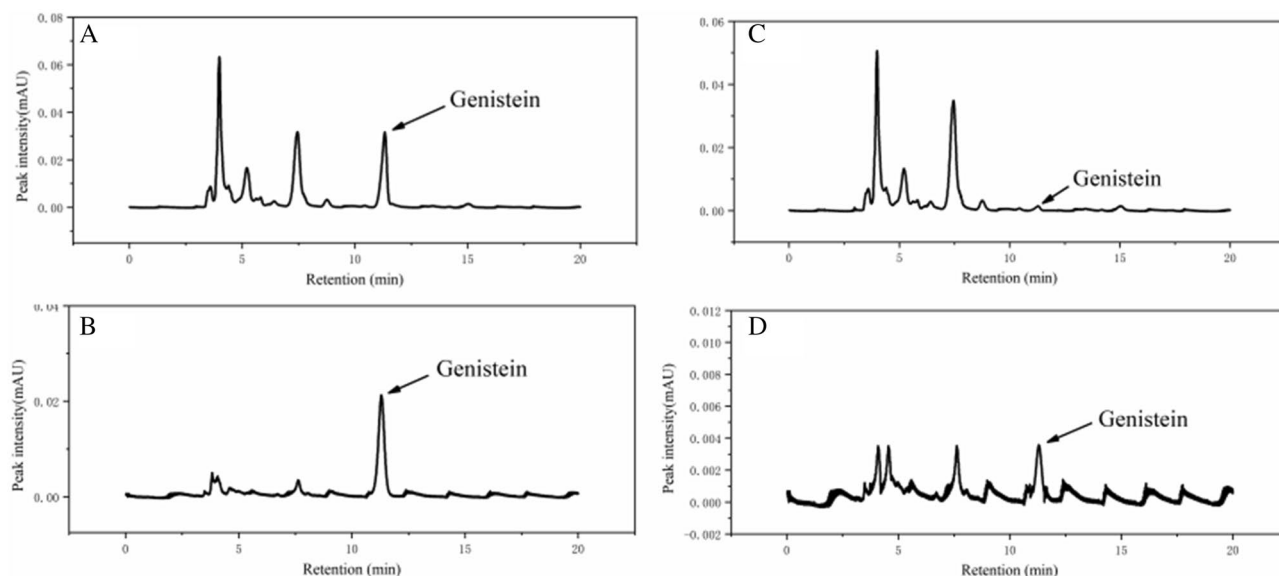 A
Peak intensity(mAU)
0.08
0.06
0.04
0.02
0.00
Genistein
0
5
10
15
20
Retention (min)
C
Peak intensity(mAU)
0.06
0.04
0.02
0.00
Genistein
0
5
10
15
20
Retention (min)
B
Peak intensity(mAU)
0.04
0.02
0.00
Genistein
0
5
10
15
20
Retention (min)
D
Peak intensity(mAU)
0.012
0.010
0.008
0.006
0.004
0.002
0.000
-0.002
Genistein
0
5
10
15
20
Retention (min)